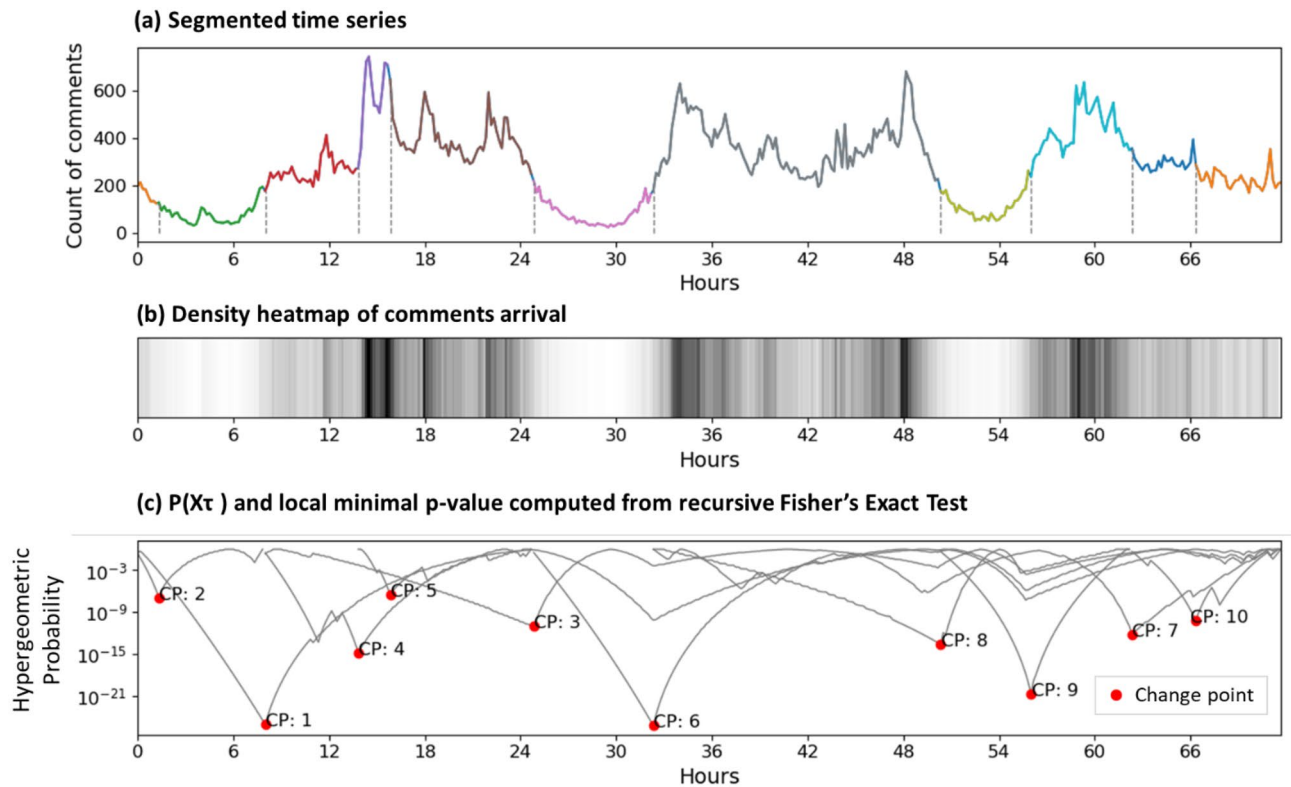 (a) Segmented time series
Count of comments
600
400
200
0
0 6 12 18 24 30 36 42 48 54 60 66
Hours
(b) Density heatmap of comments arrival
0 6 12 18 24 30 36 42 48 54 60 66
Hours
(c) P(Xτ ) and local minimal p-value computed from recursive Fisher’s Exact Test
Hypergeometric
Probability
10⁻³
10⁻⁹
10⁻¹⁵
10⁻²¹
CP: 2
CP: 5
CP: 3
CP: 4
CP: 1
CP: 6
CP: 8
CP: 9
CP: 7
CP: 10
Change point
0 6 12 18 24 30 36 42 48 54 60 66
Hours